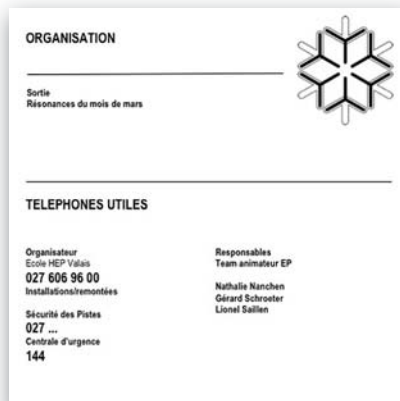 ORGANISATION
Sortie
Résonances du mois de mars
TELEPHONES UTILES
Organisateur
Ecole HEP Valais
027 606 96 00
Installations/remontées
Sécurité des Pistes
027 ...
Centrale d'urgence
144
Responsables
Team animateur EP
Nathalie Nanchen
Gérard Schroeter
Lionel Saillen